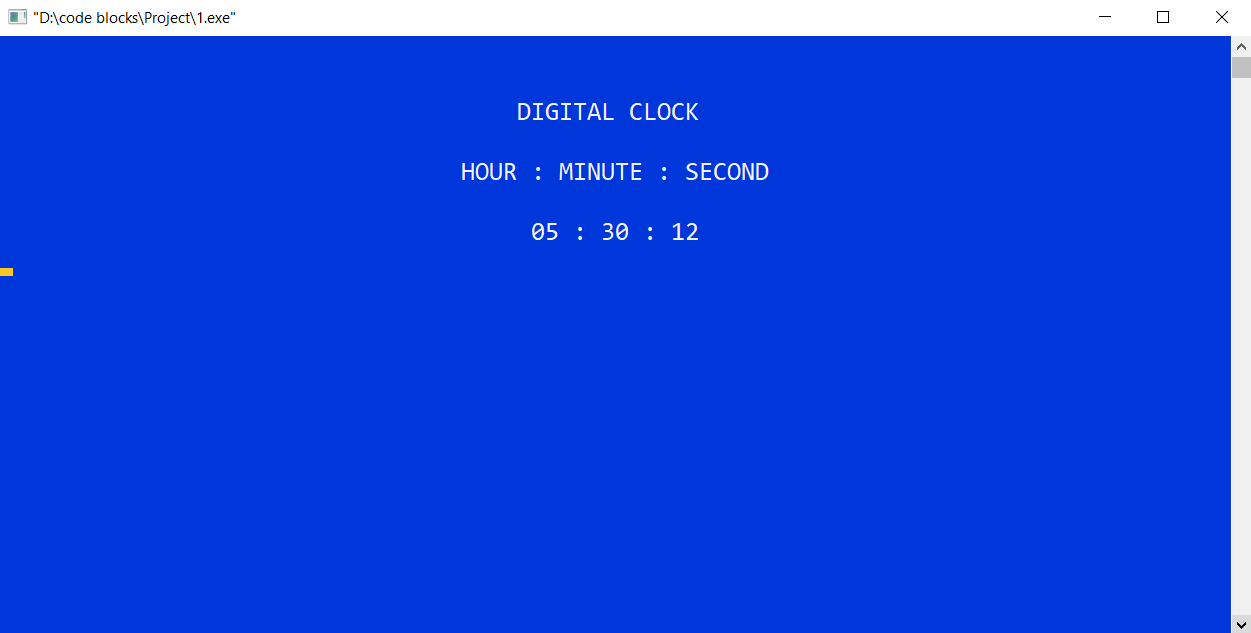 "D:\code blocks\Project\1.exe"
DIGITAL CLOCK
HOUR : MINUTE : SECOND
05 : 30 : 12